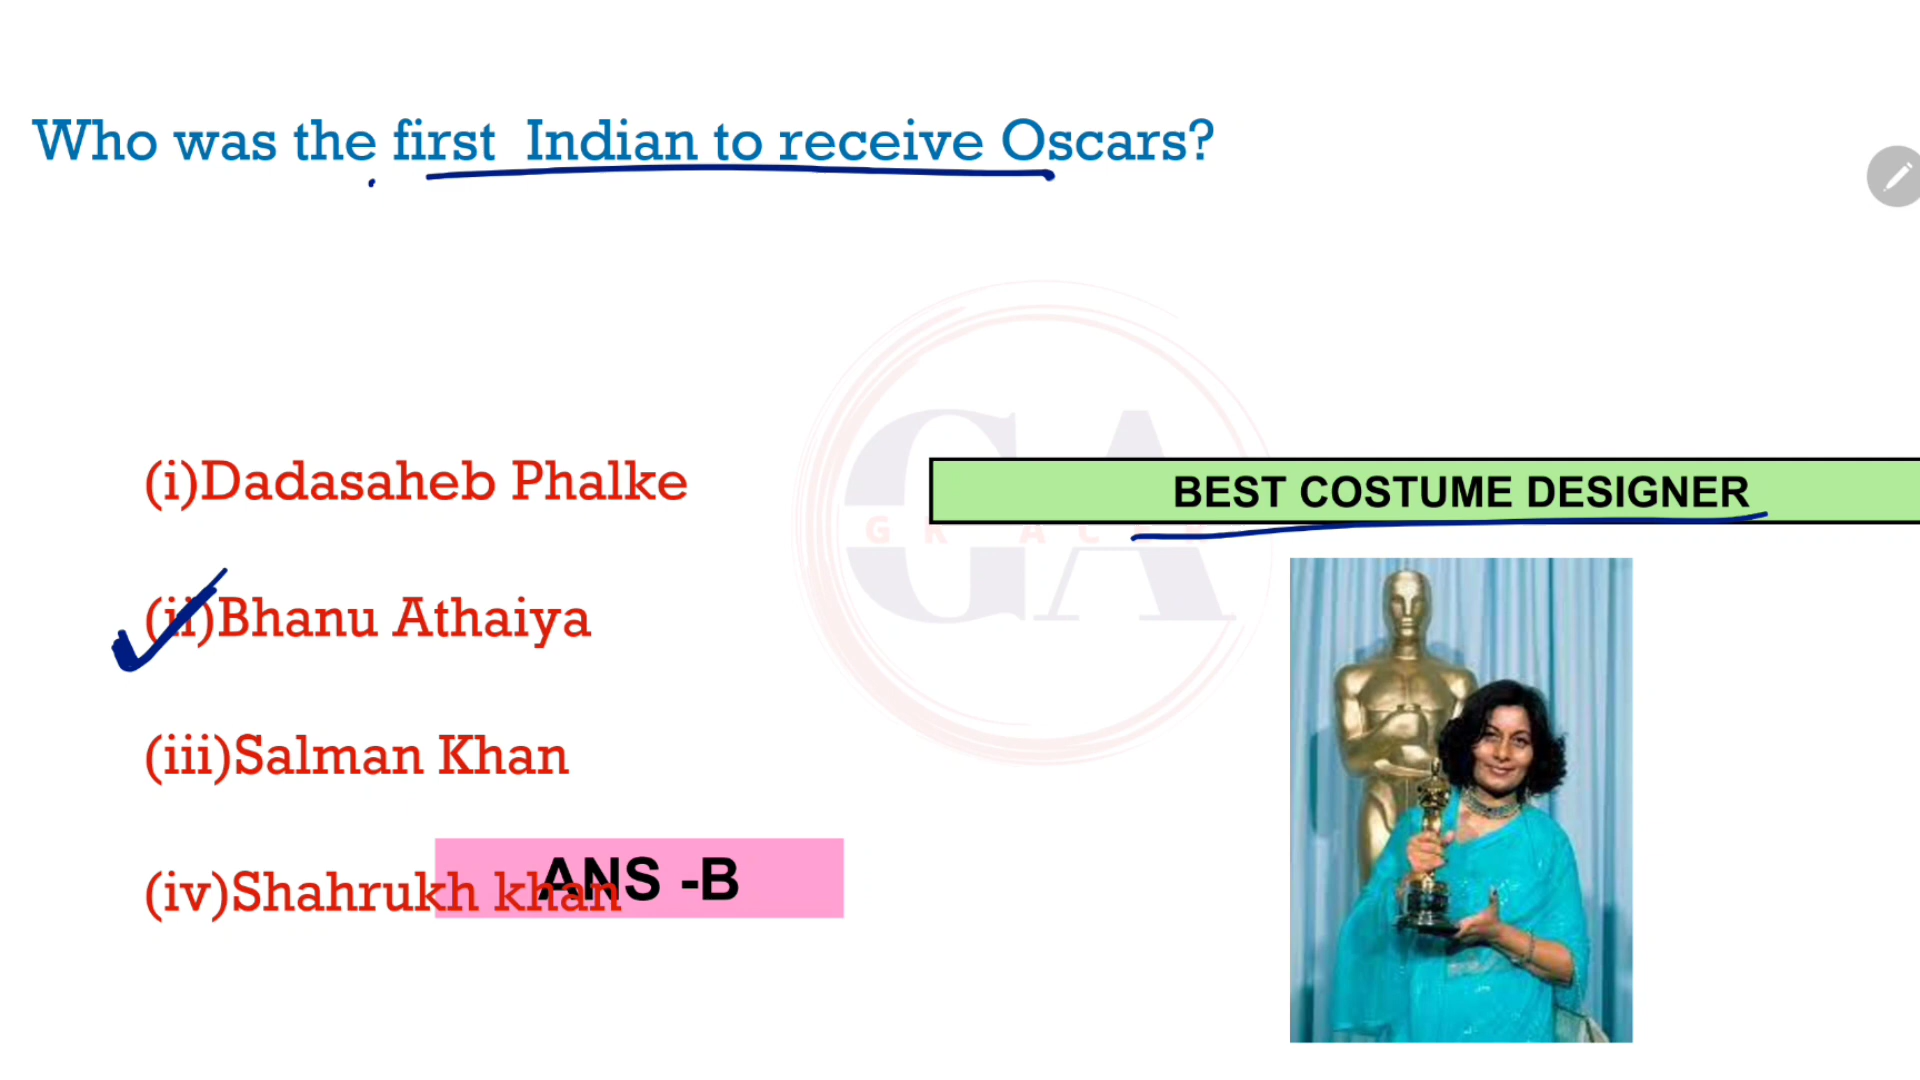 Who was the first Indian to receive Oscars?
(i)Dadasaheb Phalke
BEST COSTUME DESIGNER
GA
(ii)Bhanu Athaiya
(iii)Salman Khan
(iv)Shahrukh khan
ANS -B